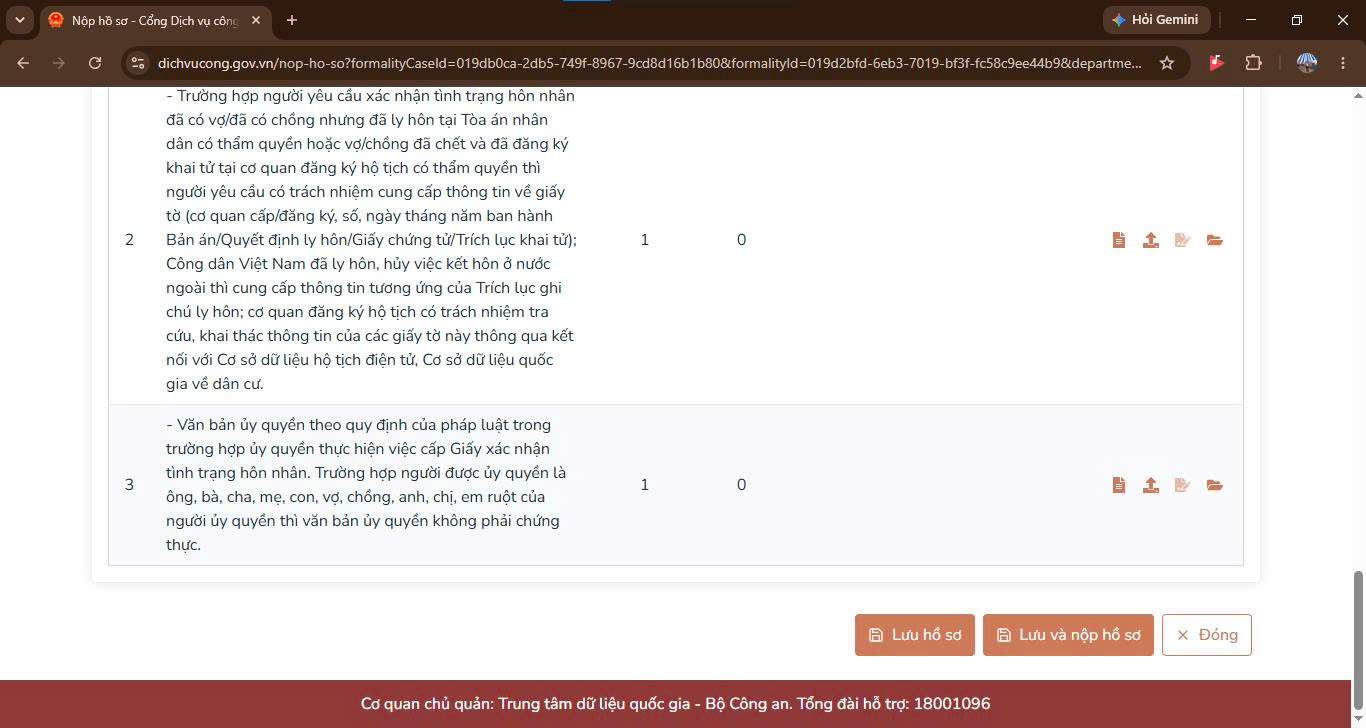 Nộp hồ sơ - Cổng Dịch vụ công
Hỏi Gemini
dichvucong.gov.vn/nop-ho-so?formalityCaseId=019db0ca-2db5-749f-8967-9cd8d16b1b80&formalityId=019d2bfd-6eb3-7019-bf3f-fc58c9ee44b9&departme...
- Trường hợp người yêu cầu xác nhận tình trạng hôn nhân
đã có vợ/đã có chồng nhưng đã ly hôn tại Tòa án nhân
dân có thẩm quyền hoặc vợ/chồng đã chết và đã đăng ký
khai tử tại cơ quan đăng ký hộ tịch có thẩm quyền thì
người yêu cầu có trách nhiệm cung cấp thông tin về giấy
tờ (cơ quan cấp/đăng ký, số, ngày tháng năm ban hành
2 Bản án/Quyết định ly hôn/Giấy chứng tử/Trích lục khai tử); 1 0
Công dân Việt Nam đã ly hôn, hủy việc kết hôn ở nước
ngoài thì cung cấp thông tin tương ứng của Trích lục ghi
chú ly hôn; cơ quan đăng ký hộ tịch có trách nhiệm tra
cứu, khai thác thông tin của các giấy tờ này thông qua kết
nối với Cơ sở dữ liệu hộ tịch điện tử, Cơ sở dữ liệu quốc
gia về dân cư.
- Văn bản ủy quyền theo quy định của pháp luật trong
trường hợp ủy quyền thực hiện việc cấp Giấy xác nhận
tình trạng hôn nhân. Trường hợp người được ủy quyền là
3 ông, bà, cha, mẹ, con, vợ, chồng, anh, chị, em ruột của 1 0
người ủy quyền thì văn bản ủy quyền không phải chứng
thực.
Lưu hồ sơ Lưu và nộp hồ sơ Đóng
Cơ quan chủ quản: Trung tâm dữ liệu quốc gia - Bộ Công an. Tổng đài hỗ trợ: 18001096